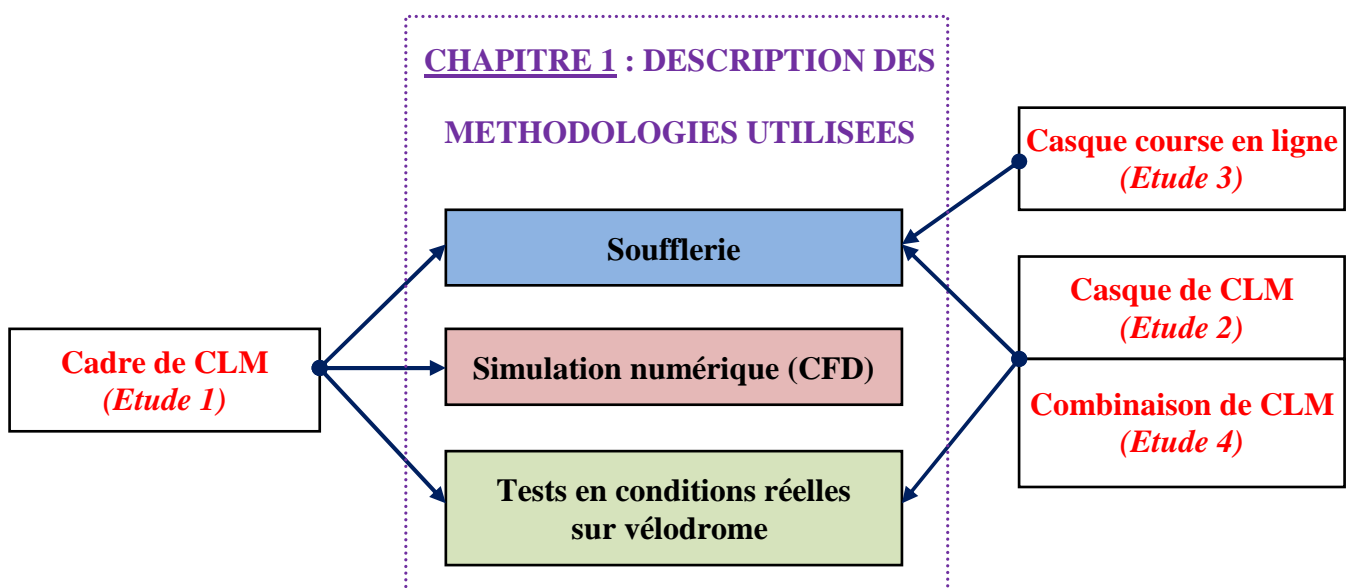 CHAPITRE 1 : DESCRIPTION DES
METHODOLOGIES UTILISEES
Casque course en ligne
(Etude 3)
Soufflerie
Casque de CLM
(Etude 2)
Cadre de CLM
(Etude 1)
Simulation numérique (CFD)
Combinaison de CLM
(Etude 4)
Tests en conditions réelles
sur vélodrome